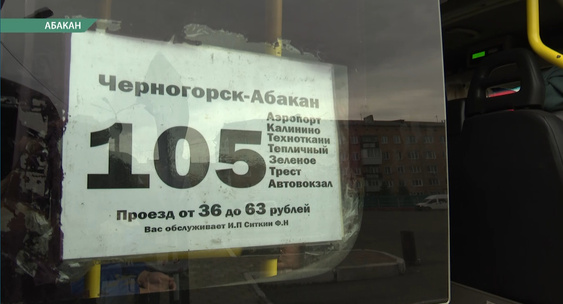 АБАКАН
Черногорск-Абакан
105
Аэропорт
Калинино
Техноткани
Тепличный
Зеленое
Трест
Автовокзал
Проезд от 36 до 63 рублей
Вас обслуживает И.П Ситкин Ф.Н